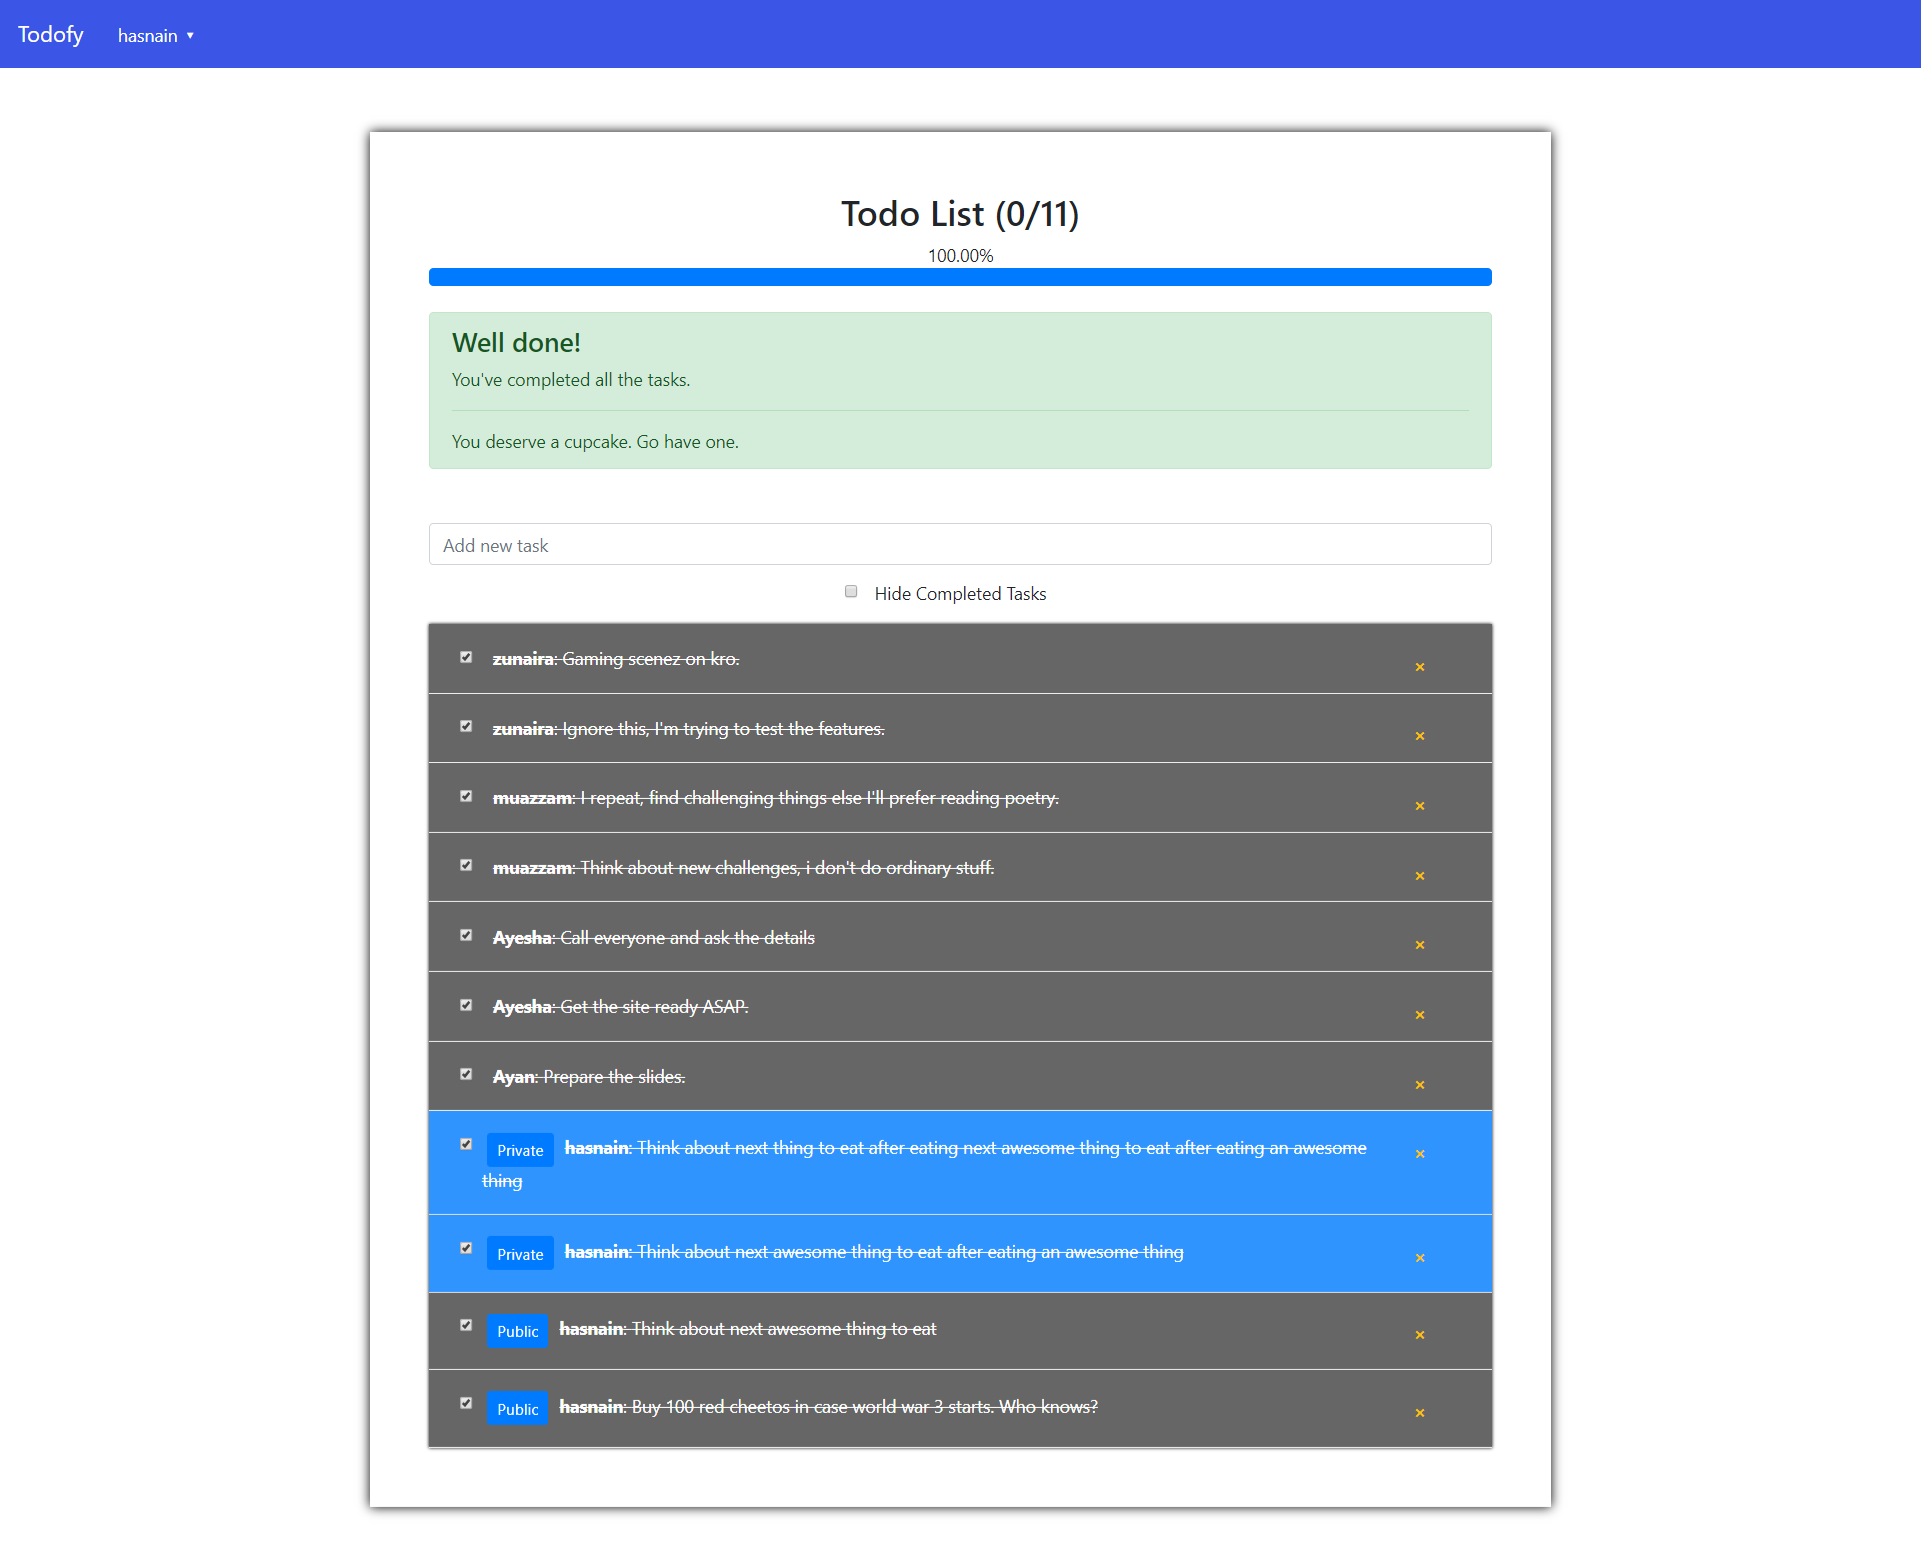 Todofy hasnain
Todo List (0/11)
100.00%
Well done!
You've completed all the tasks.
You deserve a cupcake. Go have one.
Add new task
Hide Completed Tasks
zunaira: Gaming scenez on kro.
zunaira: Ignore this, I'm trying to test the features.
muazzam: I repeat, find challenging things else I'll prefer reading poetry.
muazzam: Think about new challenges, i don't do ordinary stuff.
Ayesha: Call everyone and ask the details
Ayesha: Get the site ready ASAP.
Ayan: Prepare the slides.
Private hasnain: Think about next thing to eat after eating next awesome thing to eat after eating an awesome
thing
Private hasnain: Think about next awesome thing to eat after eating an awesome thing
Public hasnain: Think about next awesome thing to eat
Public hasnain: Buy 100 red cheetos in case world war 3 starts. Who knows?